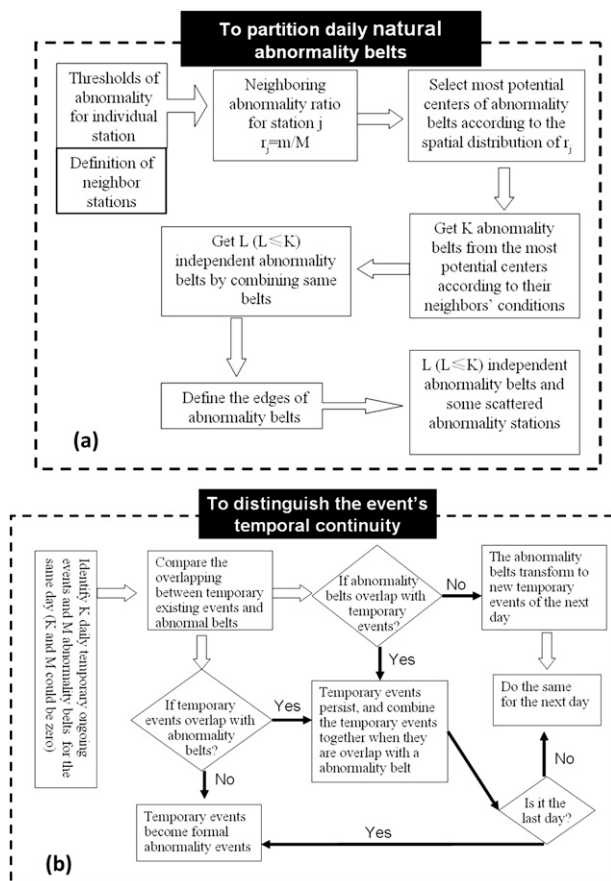 To partition daily natural
abnormality belts
Thresholds of
abnormality
for individual
station
Definition of
neighbor
stations
Neighboring
abnormality ratio
for station j
rj=m/M
Select most potential
centers of abnormality
belts according to the
spatial distribution of rj
Get K abnormality
belts from the most
potential centers
according to their
neighbors’ conditions
Get L (L≤K)
independent abnormality
belts by combining same
belts
Define the edges of
abnormality belts
L (L≤K) independent
abnormality belts and
some scattered
abnormality stations
(a)
To distinguish the event’s
temporal continuity
Identify K daily temporary ongoing
events and M abnormality belts for the
same day (K and M could be zero)
Compare the
overlapping
between temporary
existing events and
abnormal belts
If abnormality
belts overlap with
temporary
events?
No
The abnormality
belts transform to
new temporary
events of the next
day
Yes
If temporary
events overlap with
abnormality
belts?
Yes
Temporary events
persist, and combine
the temporary events
together when they
are overlap with a
abnormality belt
Do the same
for the next day
No
No
Is it the
last day?
Yes
Temporary events
become formal
abnormality events
(b)